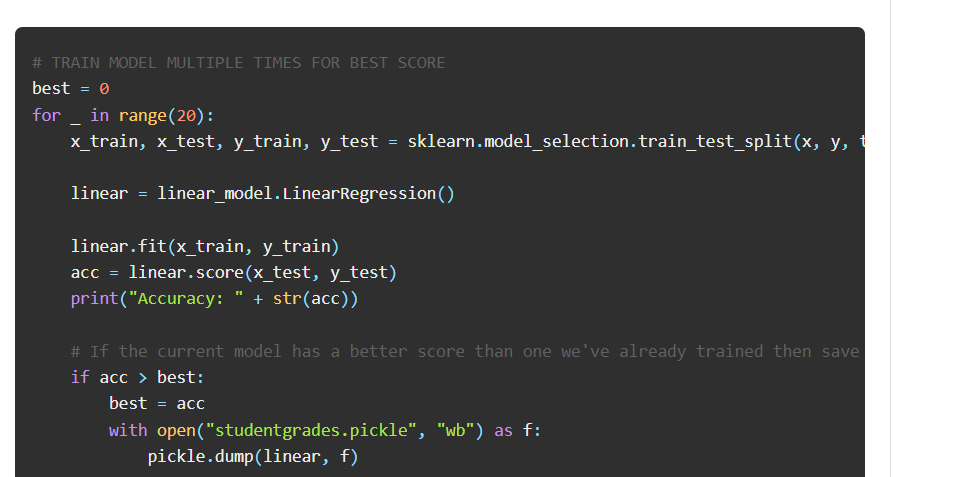 # TRAIN MODEL MULTIPLE TIMES FOR BEST SCORE
best = 0
for _ in range(20):
    x_train, x_test, y_train, y_test = sklearn.model_selection.train_test_split(x, y, t
    linear = linear_model.LinearRegression()
    linear.fit(x_train, y_train)
    acc = linear.score(x_test, y_test)
    print("Accuracy: " + str(acc))
    # If the current model has a better score than one we've already trained then save
    if acc > best:
        best = acc
        with open("studentgrades.pickle", "wb") as f:
            pickle.dump(linear, f)